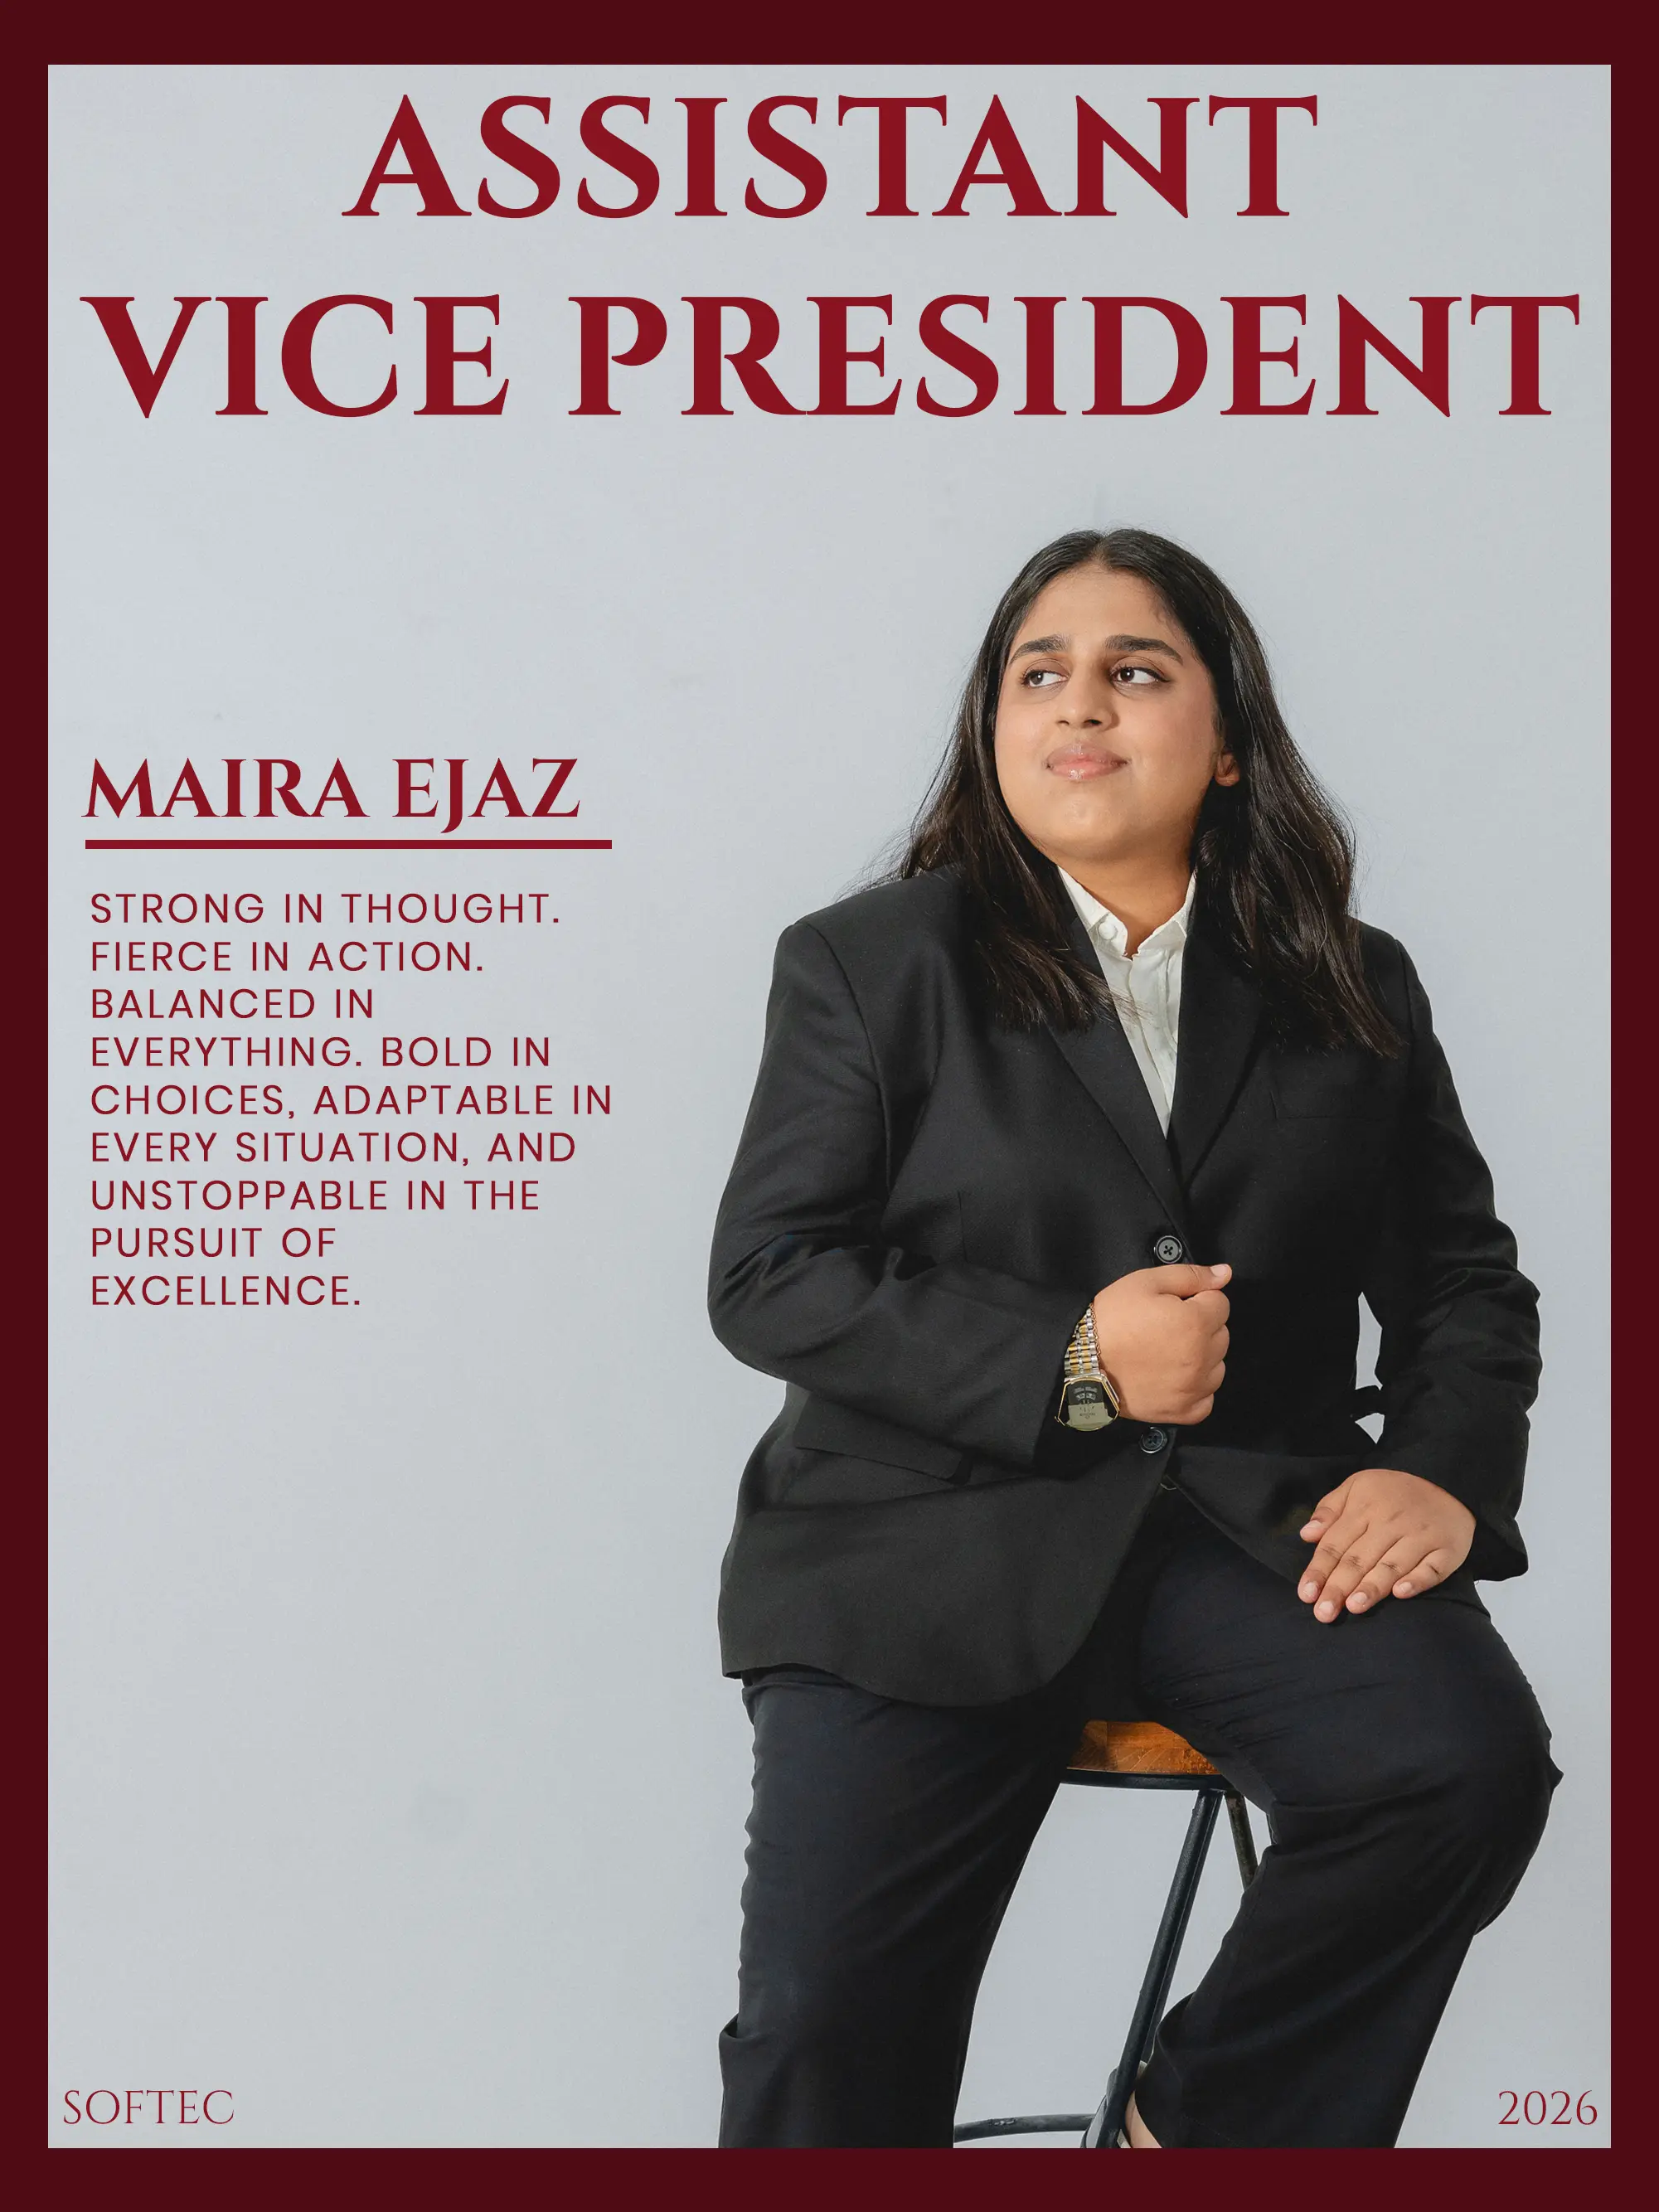 ASSISTANT
VICE PRESIDENT
MAIRA EJAZ
STRONG IN THOUGHT.
FIERCE IN ACTION.
BALANCED IN
EVERYTHING. BOLD IN
CHOICES, ADAPTABLE IN
EVERY SITUATION, AND
UNSTOPPABLE IN THE
PURSUIT OF
EXCELLENCE.
SOFTEC
2026